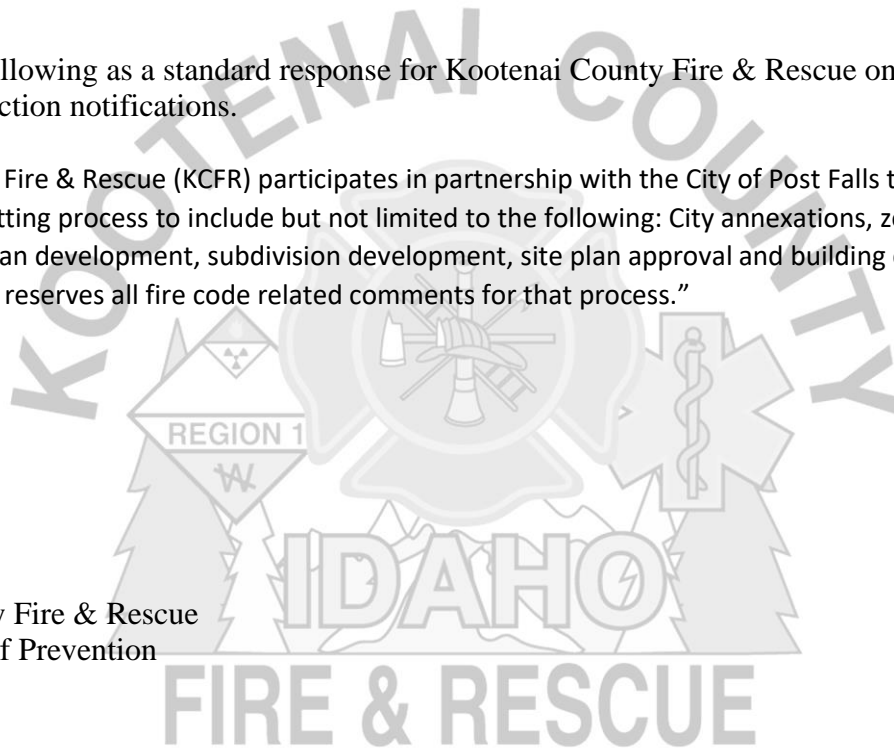 KOOTENAI COUNTY
llowing as a standard response for Kootenai County Fire & Rescue on
ction notifications.
Fire & Rescue (KCFR) participates in partnership with the City of Post Falls t
tting process to include but not limited to the following: City annexations, z
an development, subdivision development, site plan approval and building
reserves all fire code related comments for that process.”
REGION 1
W
IDAHO
y Fire & Rescue
f Prevention
FIRE & RESCUE